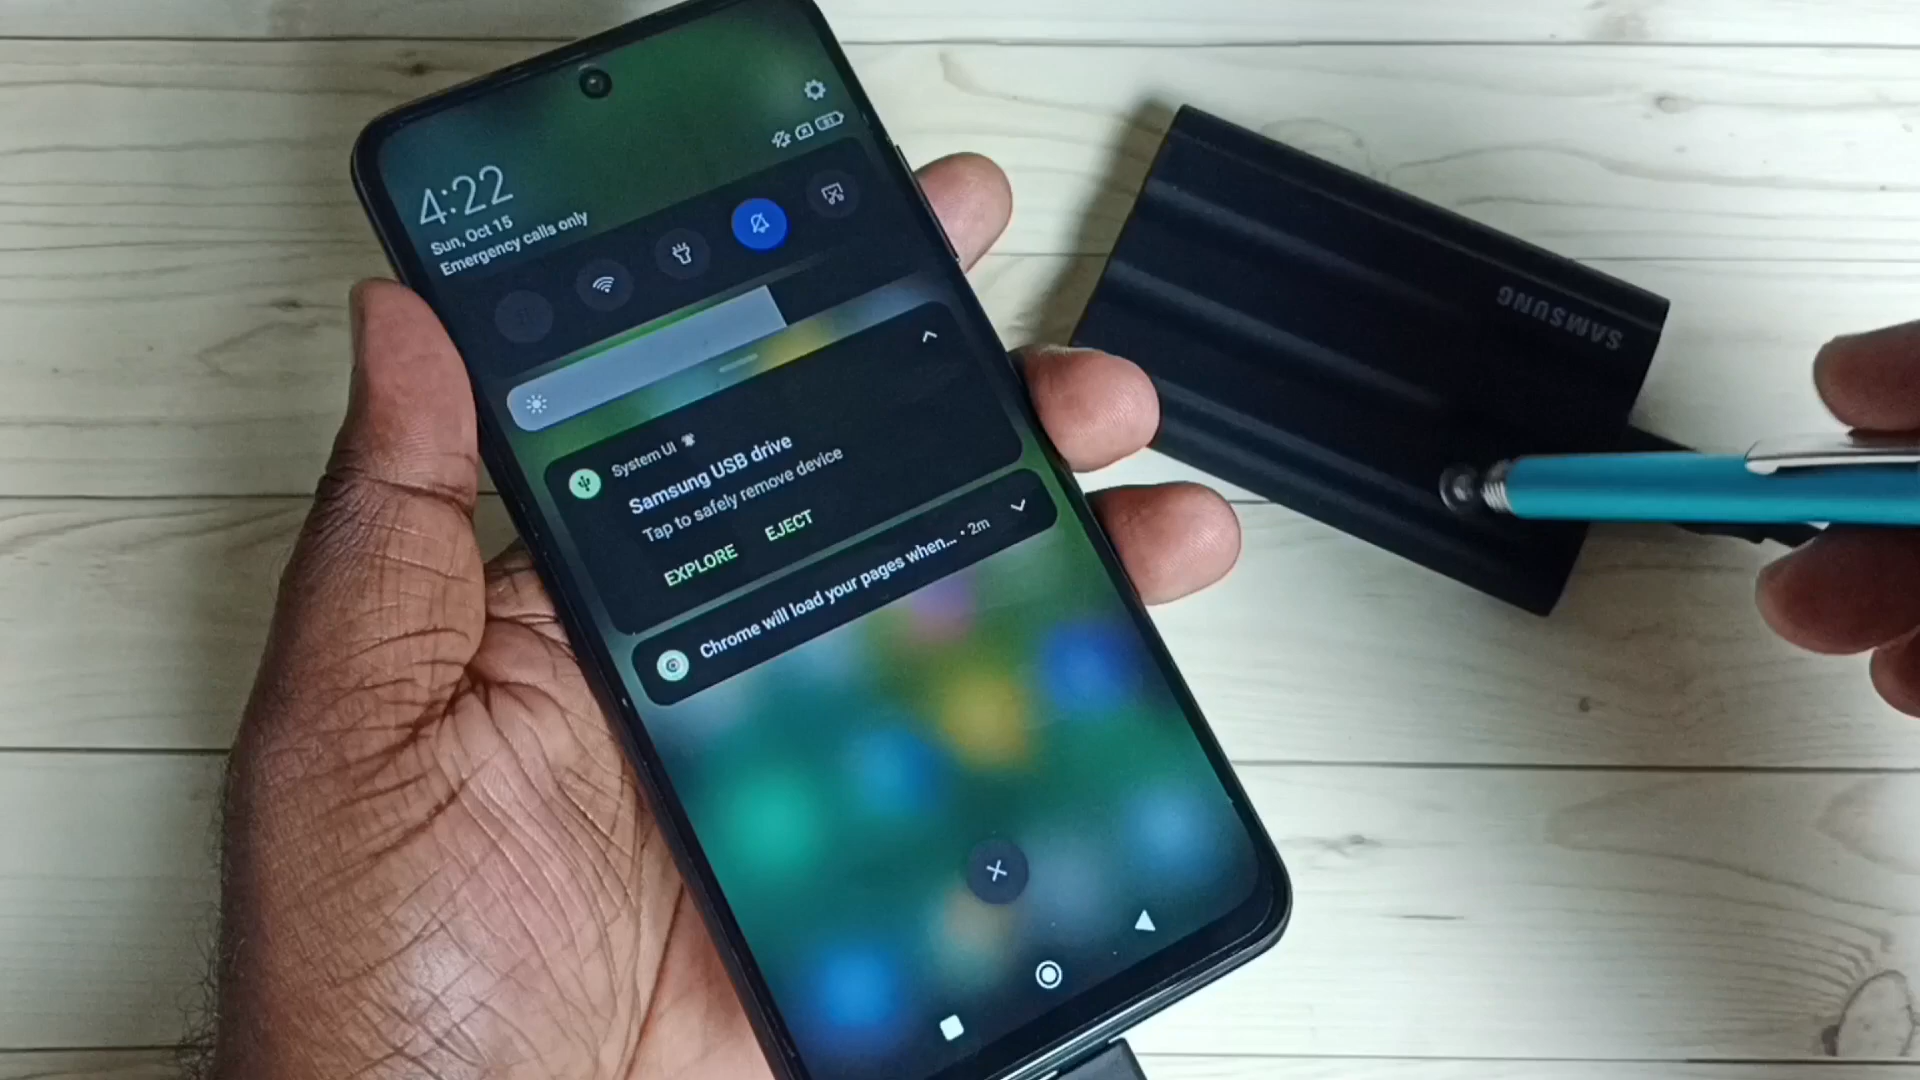 4:22
Sun, Oct 15
Emergency calls only
System UI
Samsung USB drive
Tap to safely remove device
EXPLORE EJECT
Chrome will load your pages when... • 2m
SAMSUNG